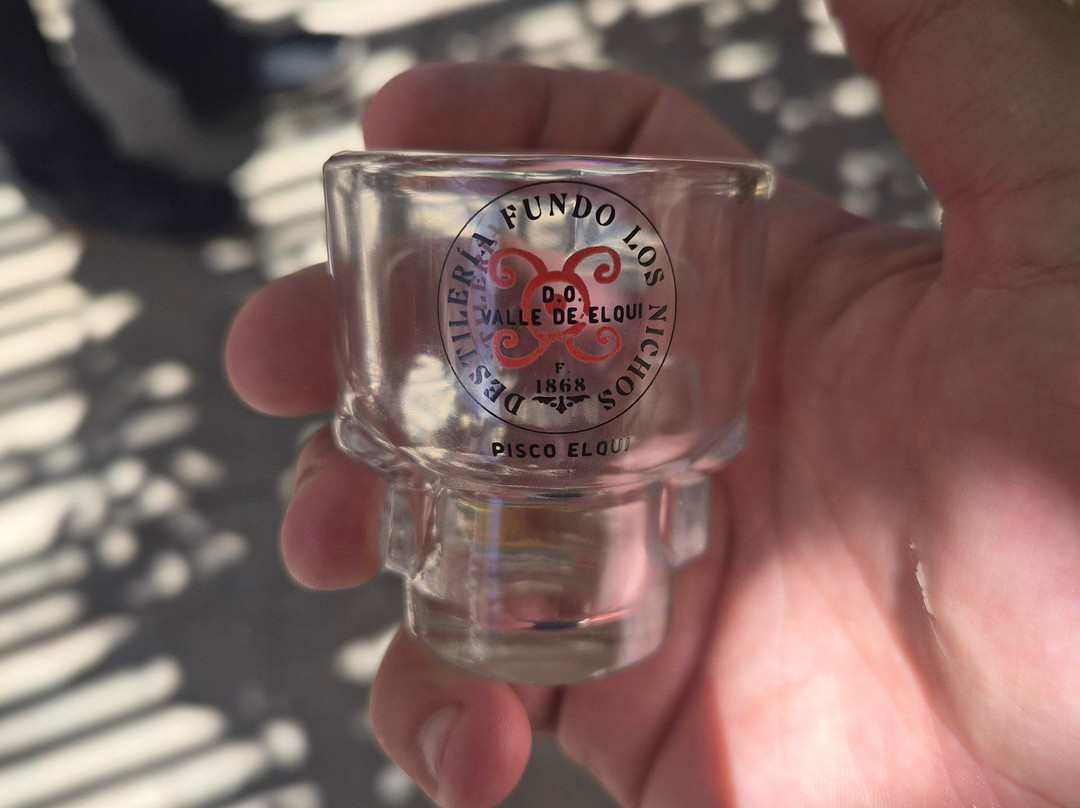 DESTILERÍA FUNDO LOS NICHOS
D.O.
VALLE DE ELQUI
F.
1868
PISCO ELQUI